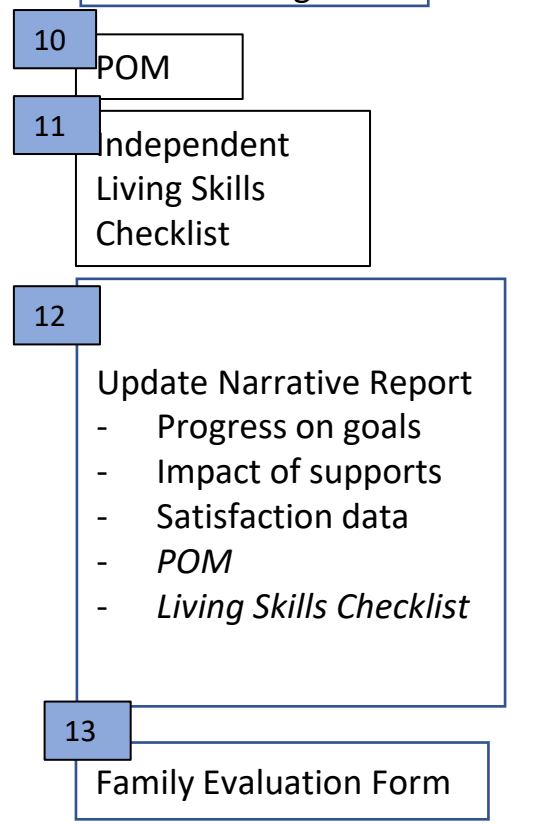 10
POM
11
Independent
Living Skills
Checklist
12
Update Narrative Report
- Progress on goals
- Impact of supports
- Satisfaction data
- POM
- Living Skills Checklist
13
Family Evaluation Form